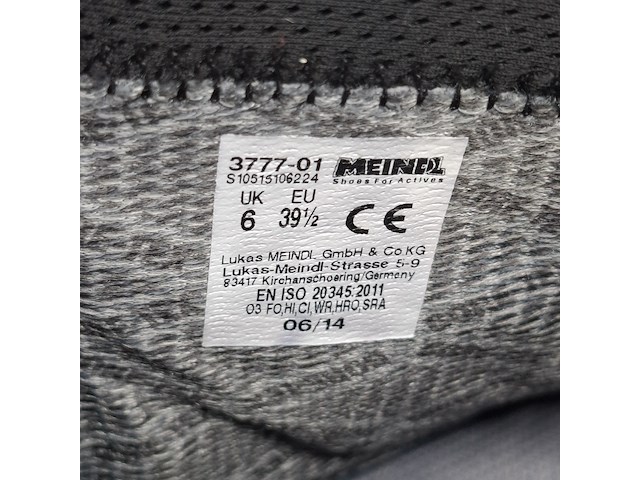 3777-01 MEINDL
S10515106224 Shoes For Actives
UK EU
6 39½ CE
Lukas MEINDL GmbH & Co KG
Lukas-Meindl-Strasse 5-9
83417 Kirchanschoering/Germany
EN ISO 20345:2011
O3 FO,HI,CI,WR,HRO,SRA
06/14